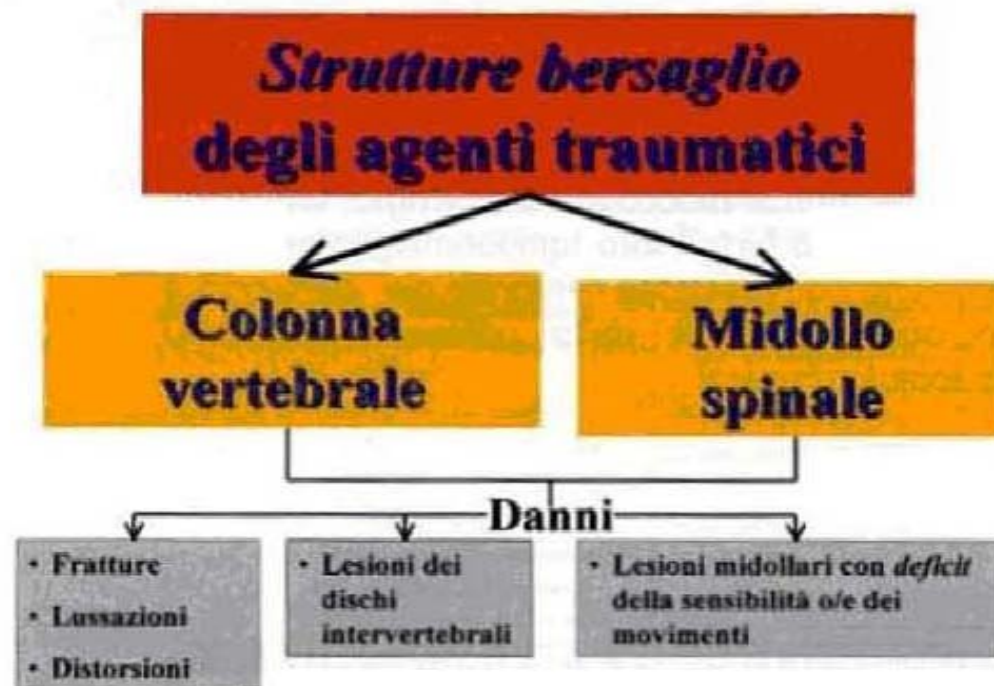 Strutture bersaglio
degli agenti traumatici
Colonna
vertebrale
Midollo
spinale
Danni
• Fratture
• Lussazioni
• Distorsioni
• Lesioni dei
dischi
intervertebrali
• Lesioni midollari con deficit
della sensibilità o/e dei
movimenti